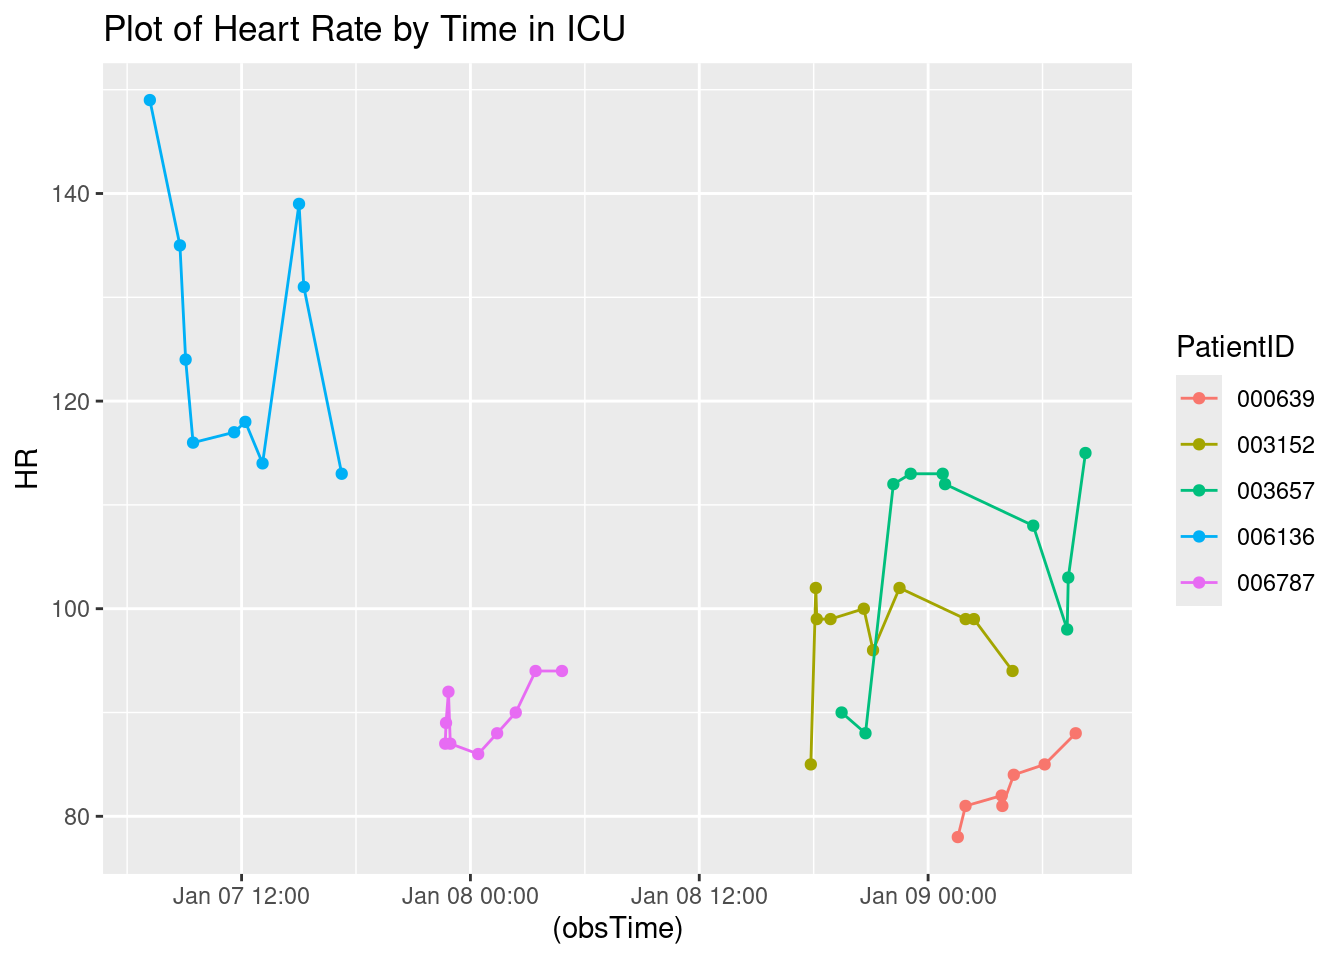 Plot of Heart Rate by Time in ICU
140
120
100
80
HR
Jan 07 12:00
Jan 08 00:00
Jan 08 12:00
Jan 09 00:00
(obsTime)
PatientID
000639
003152
003657
006136
006787